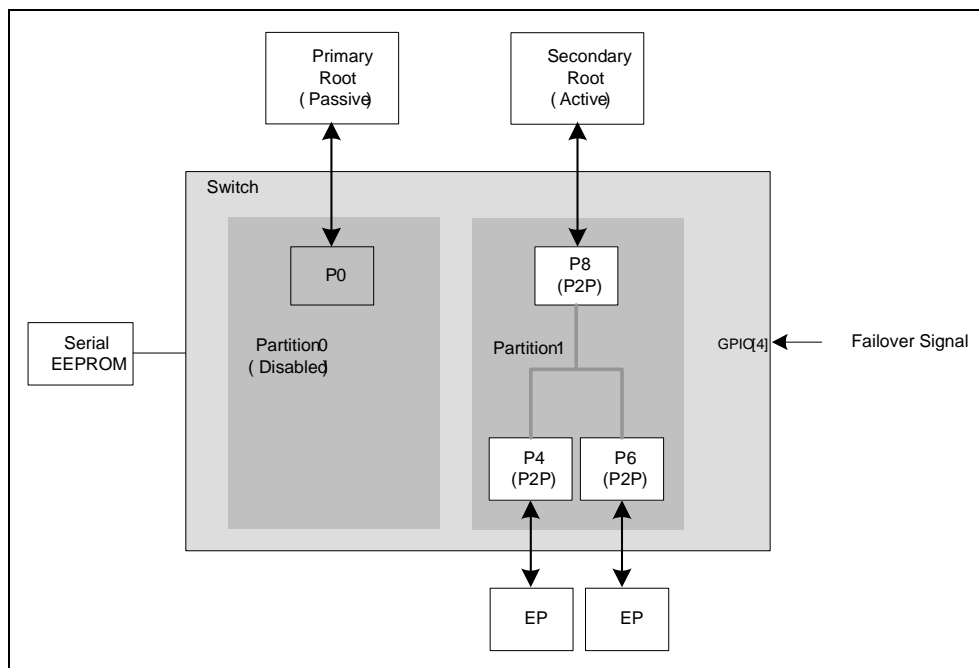 Primary
Root
( Passive)
Secondary
Root
( Active)
Switch
P0
P8
(P2P)
Serial
EEPROM
Partition0
( Disabled)
Partition1
GPIO[4]
Failover Signal
P4
(P2P)
P6
(P2P)
EP
EP